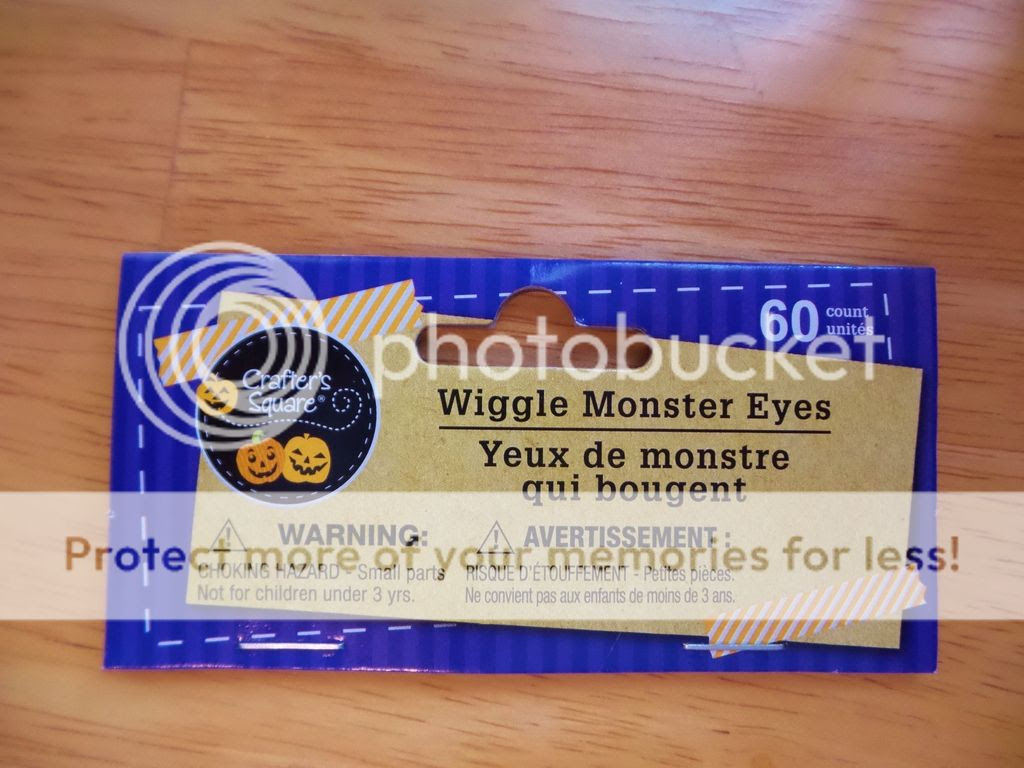 60 count
unités
photobucket
Crafter's
Square®
Wiggle Monster Eyes
Yeux de monstre
qui bougent
WARNING:
CHOKING HAZARD - Small parts
Not for children under 3 yrs.
AVERTISSEMENT :
RISQUE D'ÉTOUFFEMENT - Petites pièces.
Ne convient pas aux enfants de moins de 3 ans.
Protect more of your memories for less!